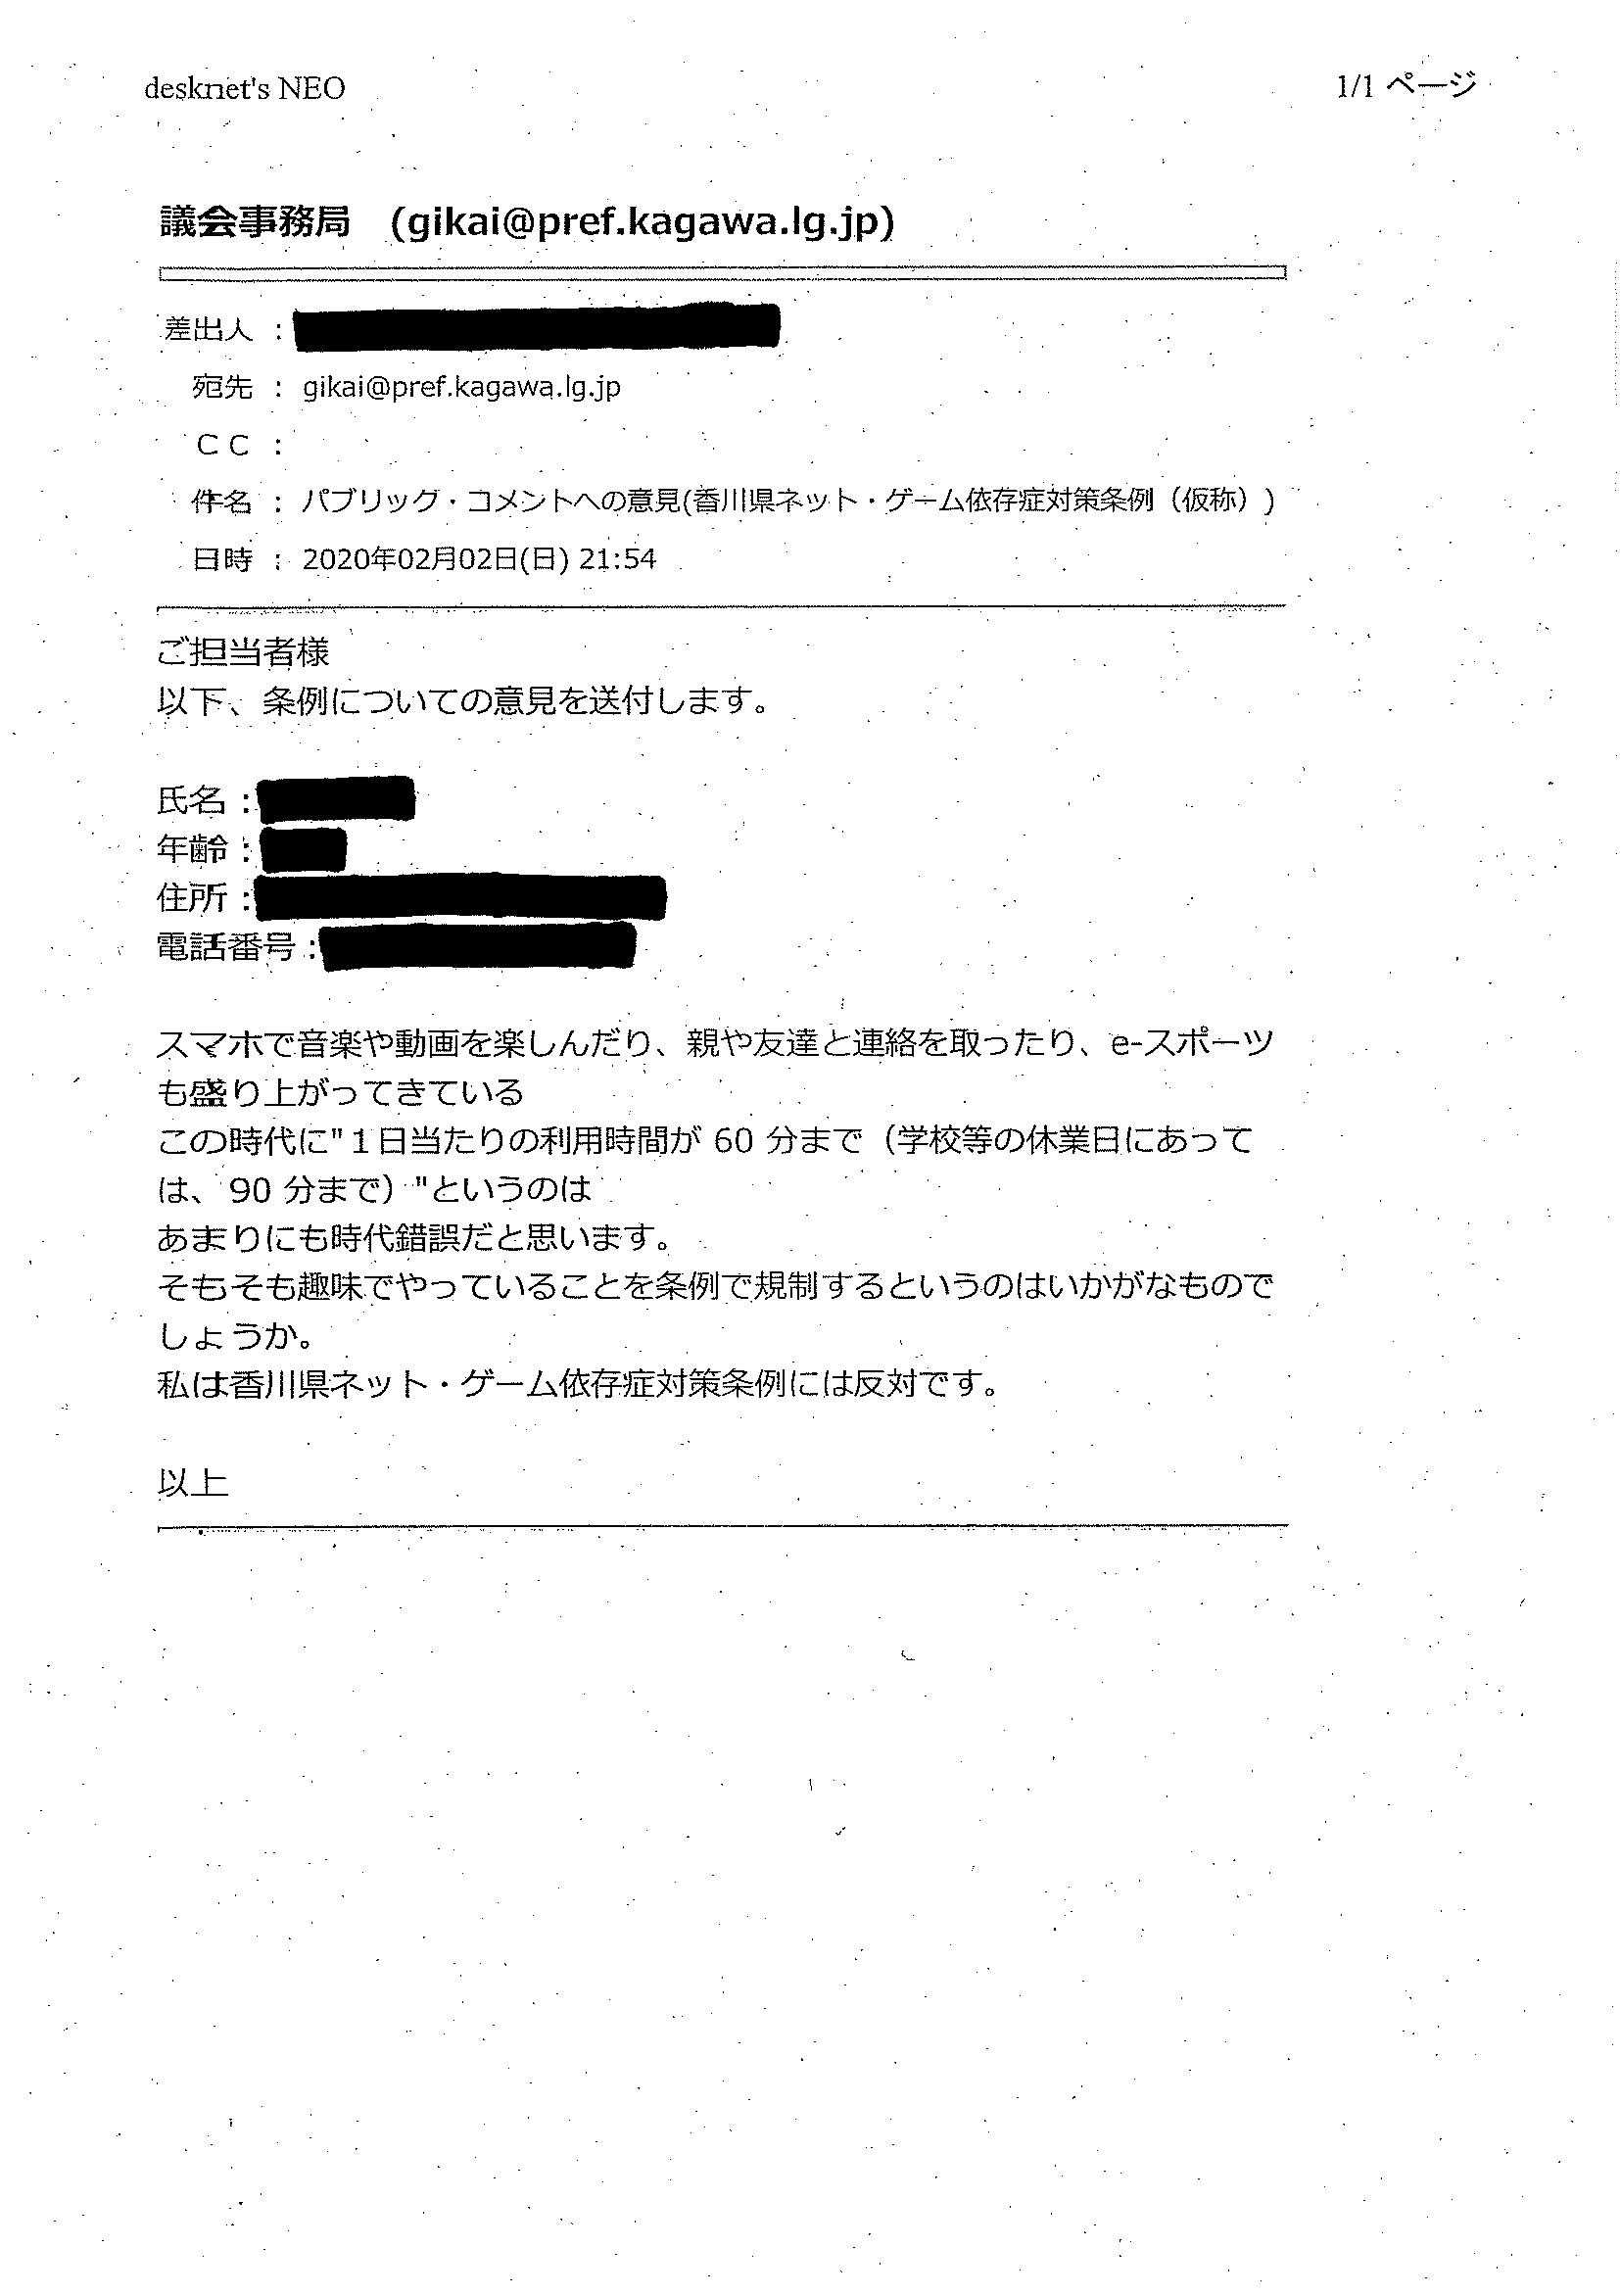 desknet's NEO
1/1 ページ
議会事務局 (gikai@pref.kagawa.lg.jp)
差出人 :
宛先 : gikai@pref.kagawa.lg.jp
ＣＣ :
件名 : パブリック・コメントへの意見(香川県ネット・ゲーム依存症対策条例（仮称）)
日時 : 2020年02月02日(日) 21:54
ご担当者様
以下、条例についての意見を送付します。
氏名：
年齢：
住所：
電話番号：
スマホで音楽や動画を楽しんだり、親や友達と連絡を取ったり、e-スポーツ
も盛り上がってきている
この時代に"１日当たりの利用時間が 60 分まで（学校等の休業日にあって
は、90 分まで）"というのは
あまりにも時代錯誤だと思います。
そもそも趣味でやっていることを条例で規制するというのはいかがなもので
しょうか。
私は香川県ネット・ゲーム依存症対策条例には反対です。
以上